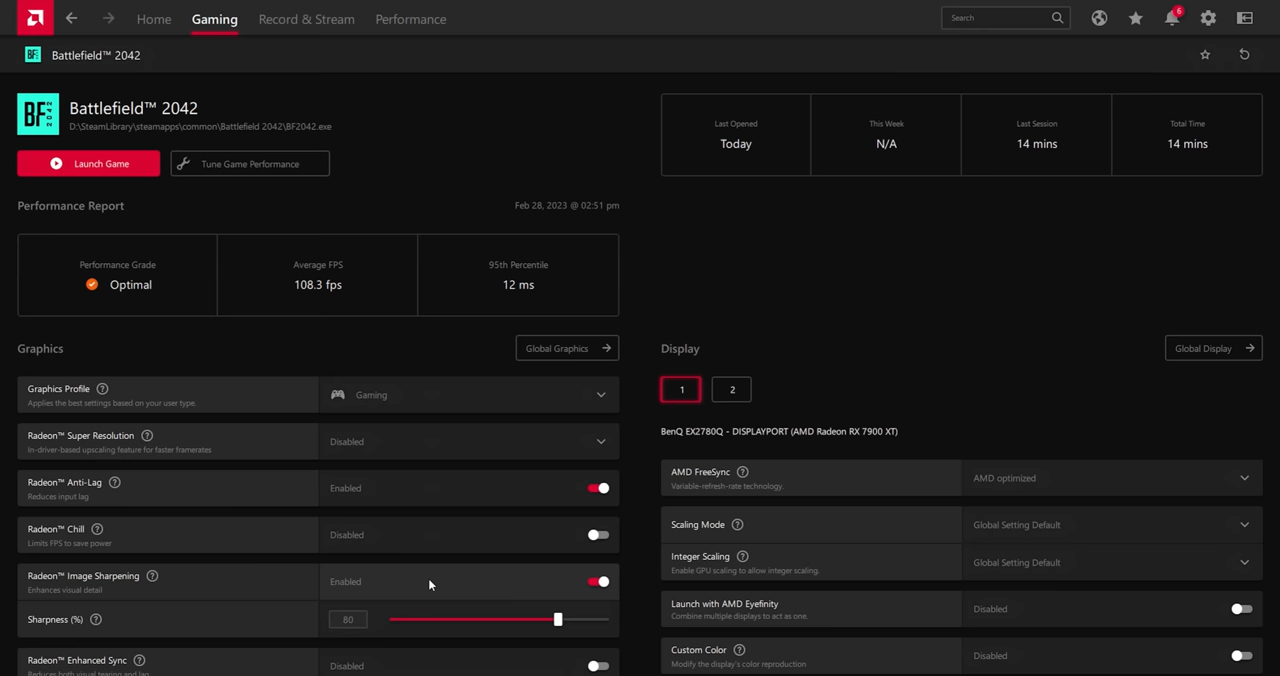 Home
Gaming
Record & Stream
Performance
Search
6
BF
Battlefield™ 2042
BF
2042
Battlefield™ 2042
D:\SteamLibrary\steamapps\common\Battlefield 2042\BF2042.exe
Launch Game
Tune Game Performance
Last Opened
Today
This Week
N/A
Last Session
14 mins
Total Time
14 mins
Performance Report
Feb 28, 2023 @ 02:51 pm
Performance Grade
Optimal
Average FPS
108.3 fps
95th Percentile
12 ms
Graphics
Global Graphics
Graphics Profile
Applies the best settings based on your user type.
Gaming
Radeon™ Super Resolution
In-driver-based upscaling feature for faster framerates
Disabled
Radeon™ Anti-Lag
Reduces input lag
Enabled
Radeon™ Chill
Limits FPS to save power
Disabled
Radeon™ Image Sharpening
Enhances visual detail
Enabled
Sharpness (%)
80
Radeon™ Enhanced Sync
Reduces both visual tearing and lag
Disabled
Display
Global Display
1
2
BenQ EX2780Q - DISPLAYPORT (AMD Radeon RX 7900 XT)
AMD FreeSync
Variable-refresh-rate technology.
AMD optimized
Scaling Mode
Global Setting Default
Integer Scaling
Enable GPU scaling to allow integer scaling.
Global Setting Default
Launch with AMD Eyefinity
Combine multiple displays to act as one.
Disabled
Custom Color
Modify the display's color reproduction
Disabled